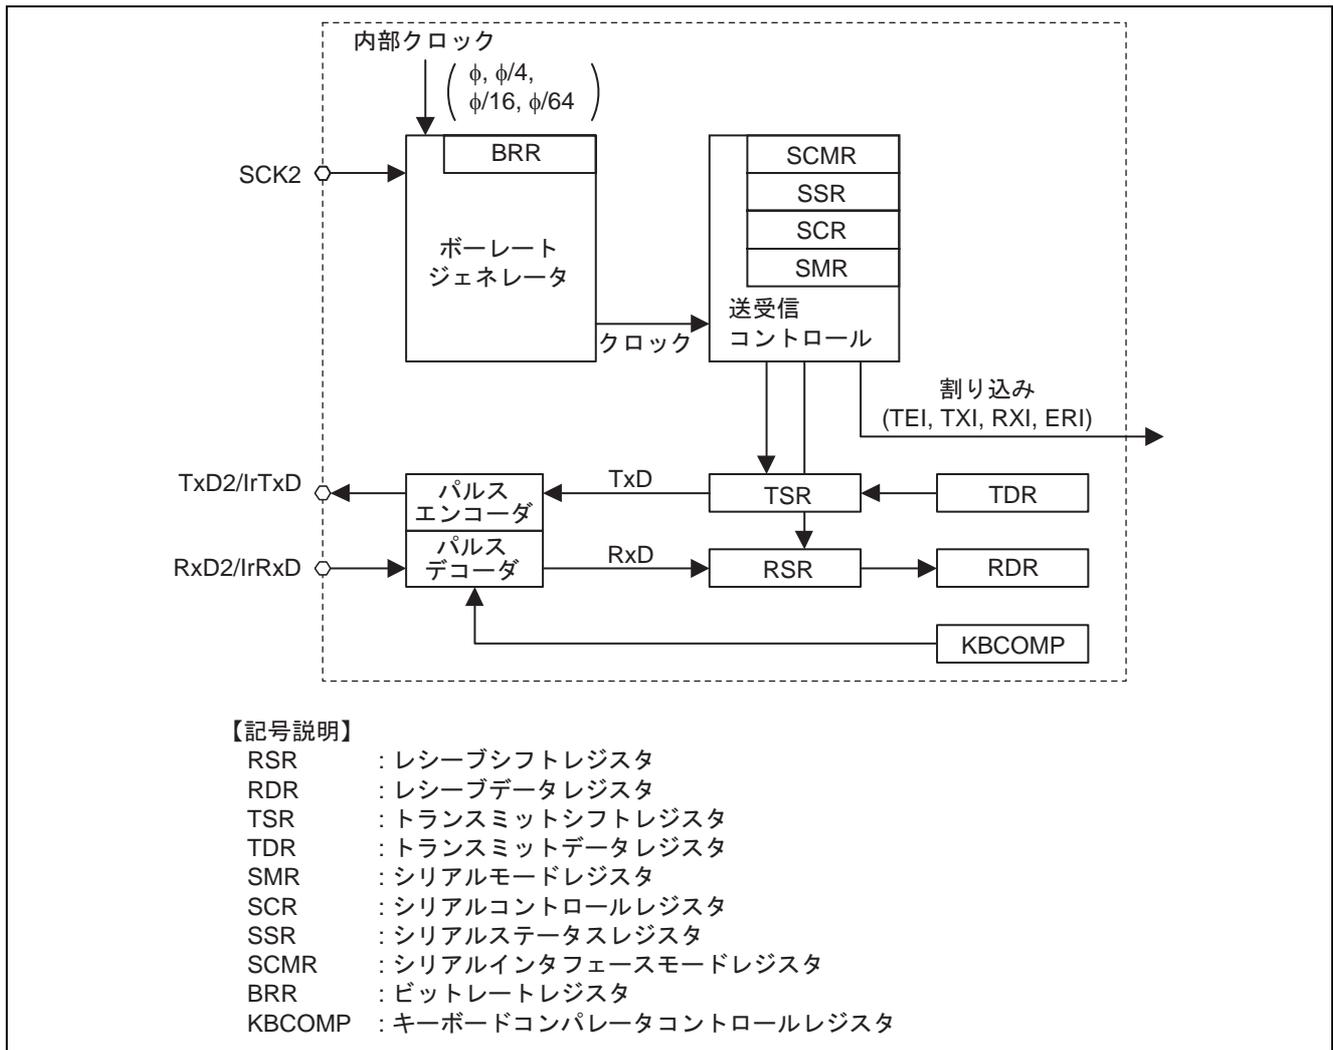 内部クロック
φ, φ/4,
φ/16, φ/64
BRR
SCMR
SCK2
SSR
SCR
ボーレート
ジェネレータ
SMR
送受信
コントロール
クロック
割り込み
(TEI, TXI, RXI, ERI)
TxD2/IrTxD
パルス
エンコーダ
TxD
TSR
TDR
RxD2/IrRxD
パルス
デコーダ
RxD
RSR
RDR
KBCOMP
【記号説明】
RSR : レシーブシフトレジスタ
RDR : レシーブデータレジスタ
TSR : トランスミットシフトレジスタ
TDR : トランスミットデータレジスタ
SMR : シリアルモードレジスタ
SCR : シリアルコントロールレジスタ
SSR : シリアルステータスレジスタ
SCMR : シリアルインタフェースモードレジスタ
BRR : ビットレートレジスタ
KBCOMP : キーボードコンパレータコントロールレジスタ